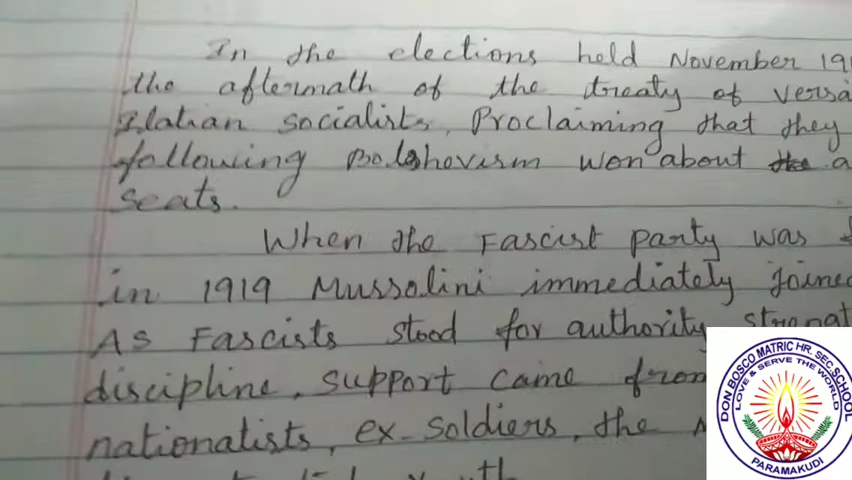 In the elections held November 19
the aftermath of the treaty of versa
Italian socialists, Proclaiming that they
following Bolshevism won about a
seats.
When the Fascist party was
in 1919 Mussolini immediately joined
As Fascists stood for authority strengt
discipline, support came from
nationalists, ex-soldiers, the
DON BOSCO MATRIC HR. SEC. SCHOOL
LOVE & SERVE THE WORLD
PARAMAKUDI